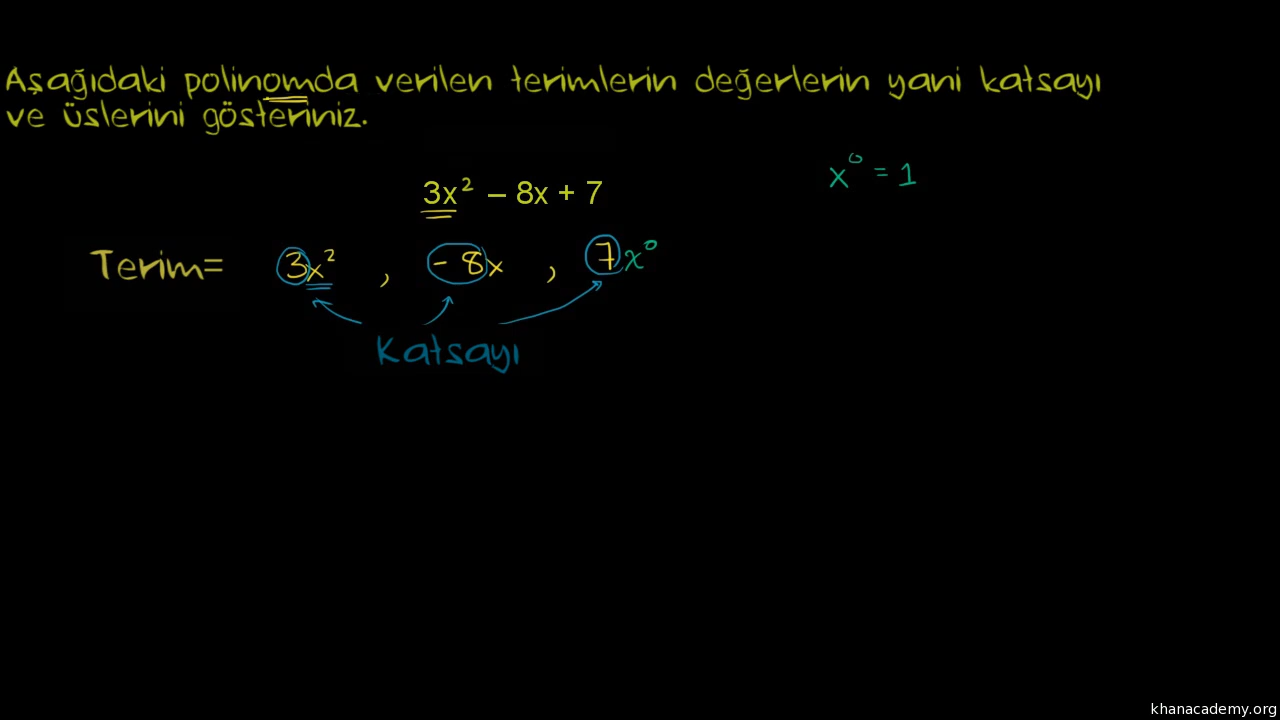 Aşağıdaki polinomda verilen terimlerin değerlerin yani katsayı
ve üslerini gösteriniz.
x⁰ = 1
3x² – 8x + 7
Terim= 3x² , -8x , 7x⁰
Katsayı
khanacademy.org